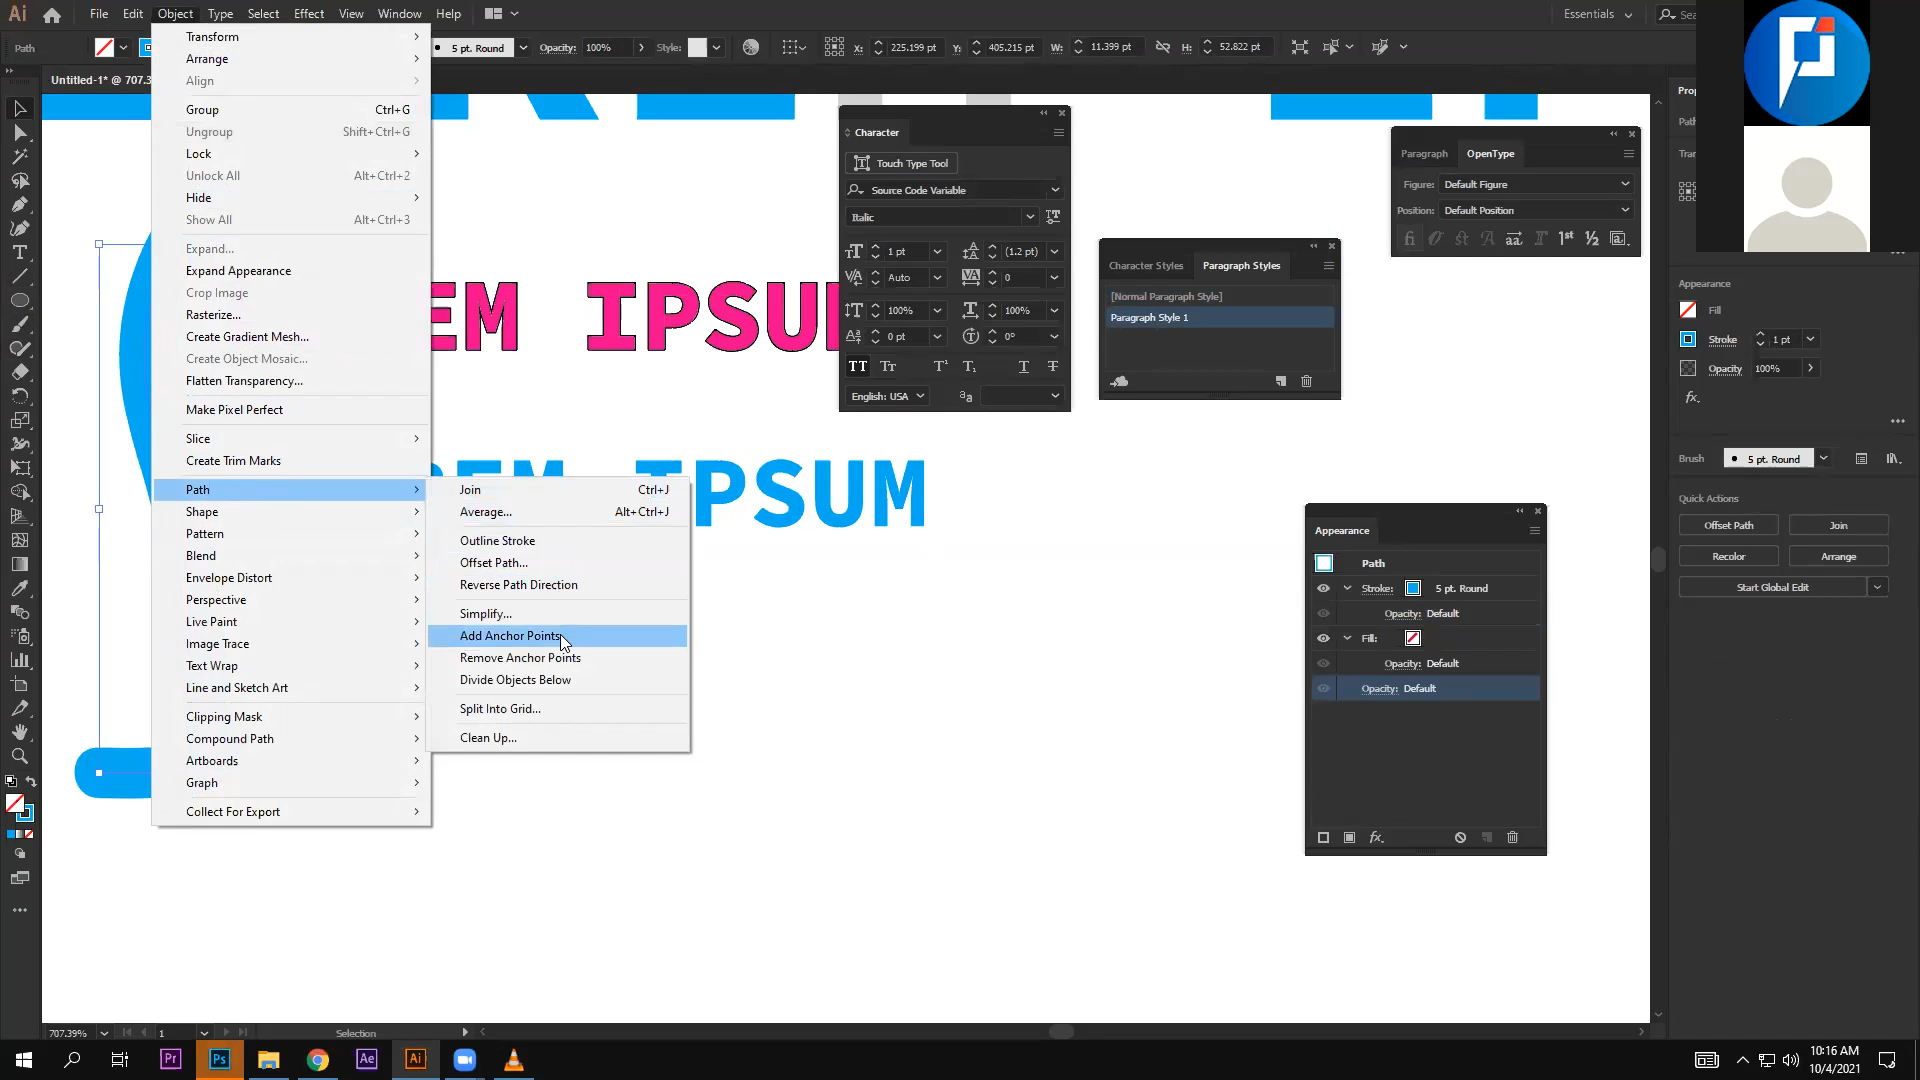 Ai File Edit Object Type Select Effect View Window Help Essentials Sea
Path 5 pt. Round Opacity: 100% Style: X: 225.199 pt Y: 405.215 pt W: 11.399 pt H: 52.822 pt
Untitled-1* @ 707.3
Transform
Arrange
Align
Group Ctrl+G
Ungroup Shift+Ctrl+G
Lock
Unlock All Alt+Ctrl+2
Hide
Show All Alt+Ctrl+3
Expand...
Expand Appearance
Crop Image
Rasterize...
Create Gradient Mesh...
Create Object Mosaic...
Flatten Transparency...
Make Pixel Perfect
Slice
Create Trim Marks
Path
Shape
Pattern
Blend
Envelope Distort
Perspective
Live Paint
Image Trace
Text Wrap
Line and Sketch Art
Clipping Mask
Compound Path
Artboards
Graph
Collect For Export
Join Ctrl+J
Average... Alt+Ctrl+J
Outline Stroke
Offset Path...
Reverse Path Direction
Simplify...
Add Anchor Points
Remove Anchor Points
Divide Objects Below
Split Into Grid...
Clean Up...
EM IPSUM
EM IPSUM
Character
Touch Type Tool
Source Code Variable
Italic
1 pt (1.2 pt)
Auto 0
100% 100%
0 pt 0°
English: USA
Character Styles Paragraph Styles
[Normal Paragraph Style]
Paragraph Style 1
Paragraph OpenType
Figure: Default Figure
Position: Default Position
Appearance
Path
Stroke: 5 pt. Round
Opacity: Default
Fill:
Opacity: Default
Opacity: Default
Prop
Path
Tran
Appearance
Fill
Stroke 1 pt
Opacity 100%
fx.
Brush 5 pt. Round
Quick Actions
Offset Path Join
Recolor Arrange
Start Global Edit
707.39% 1 Selection
Pr Ps Ae Ai
10:16 AM
10/4/2021